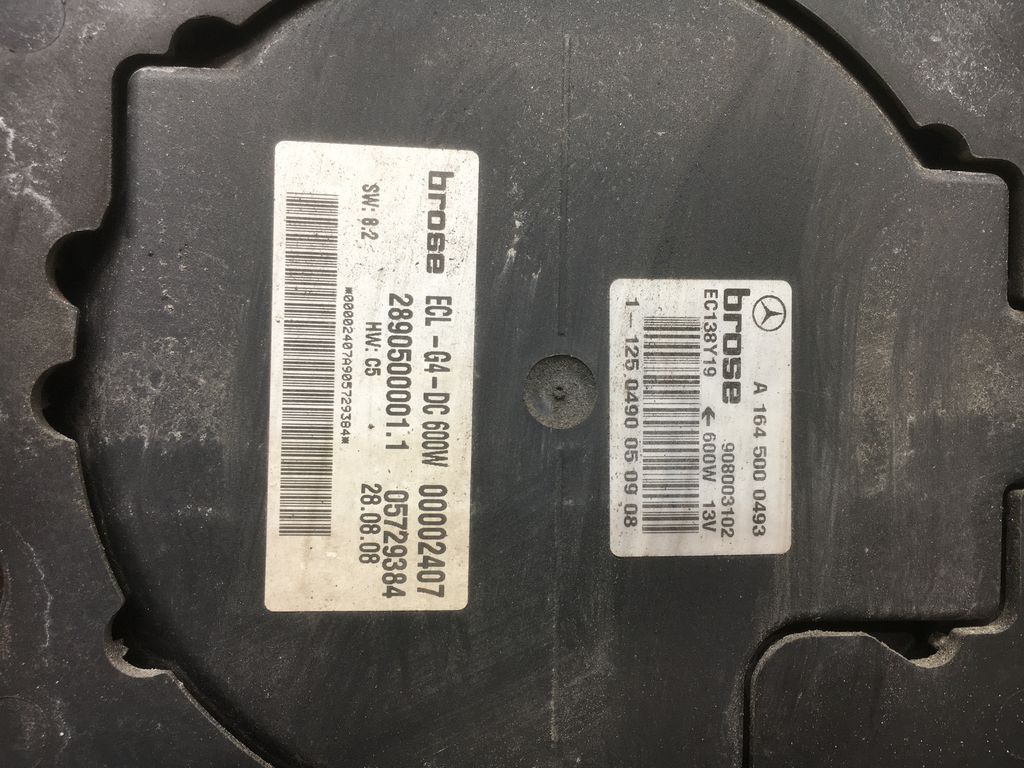 brose ECL-G4-DC 600W 00002407
2890500001.1 05729384
SW: 8.2 HW: C5 28.08.08
*00002407A905729384*
A 164 500 0493
brose 908003102
EC138Y19 ← 600W 13V
1-125 0490 05 09 08